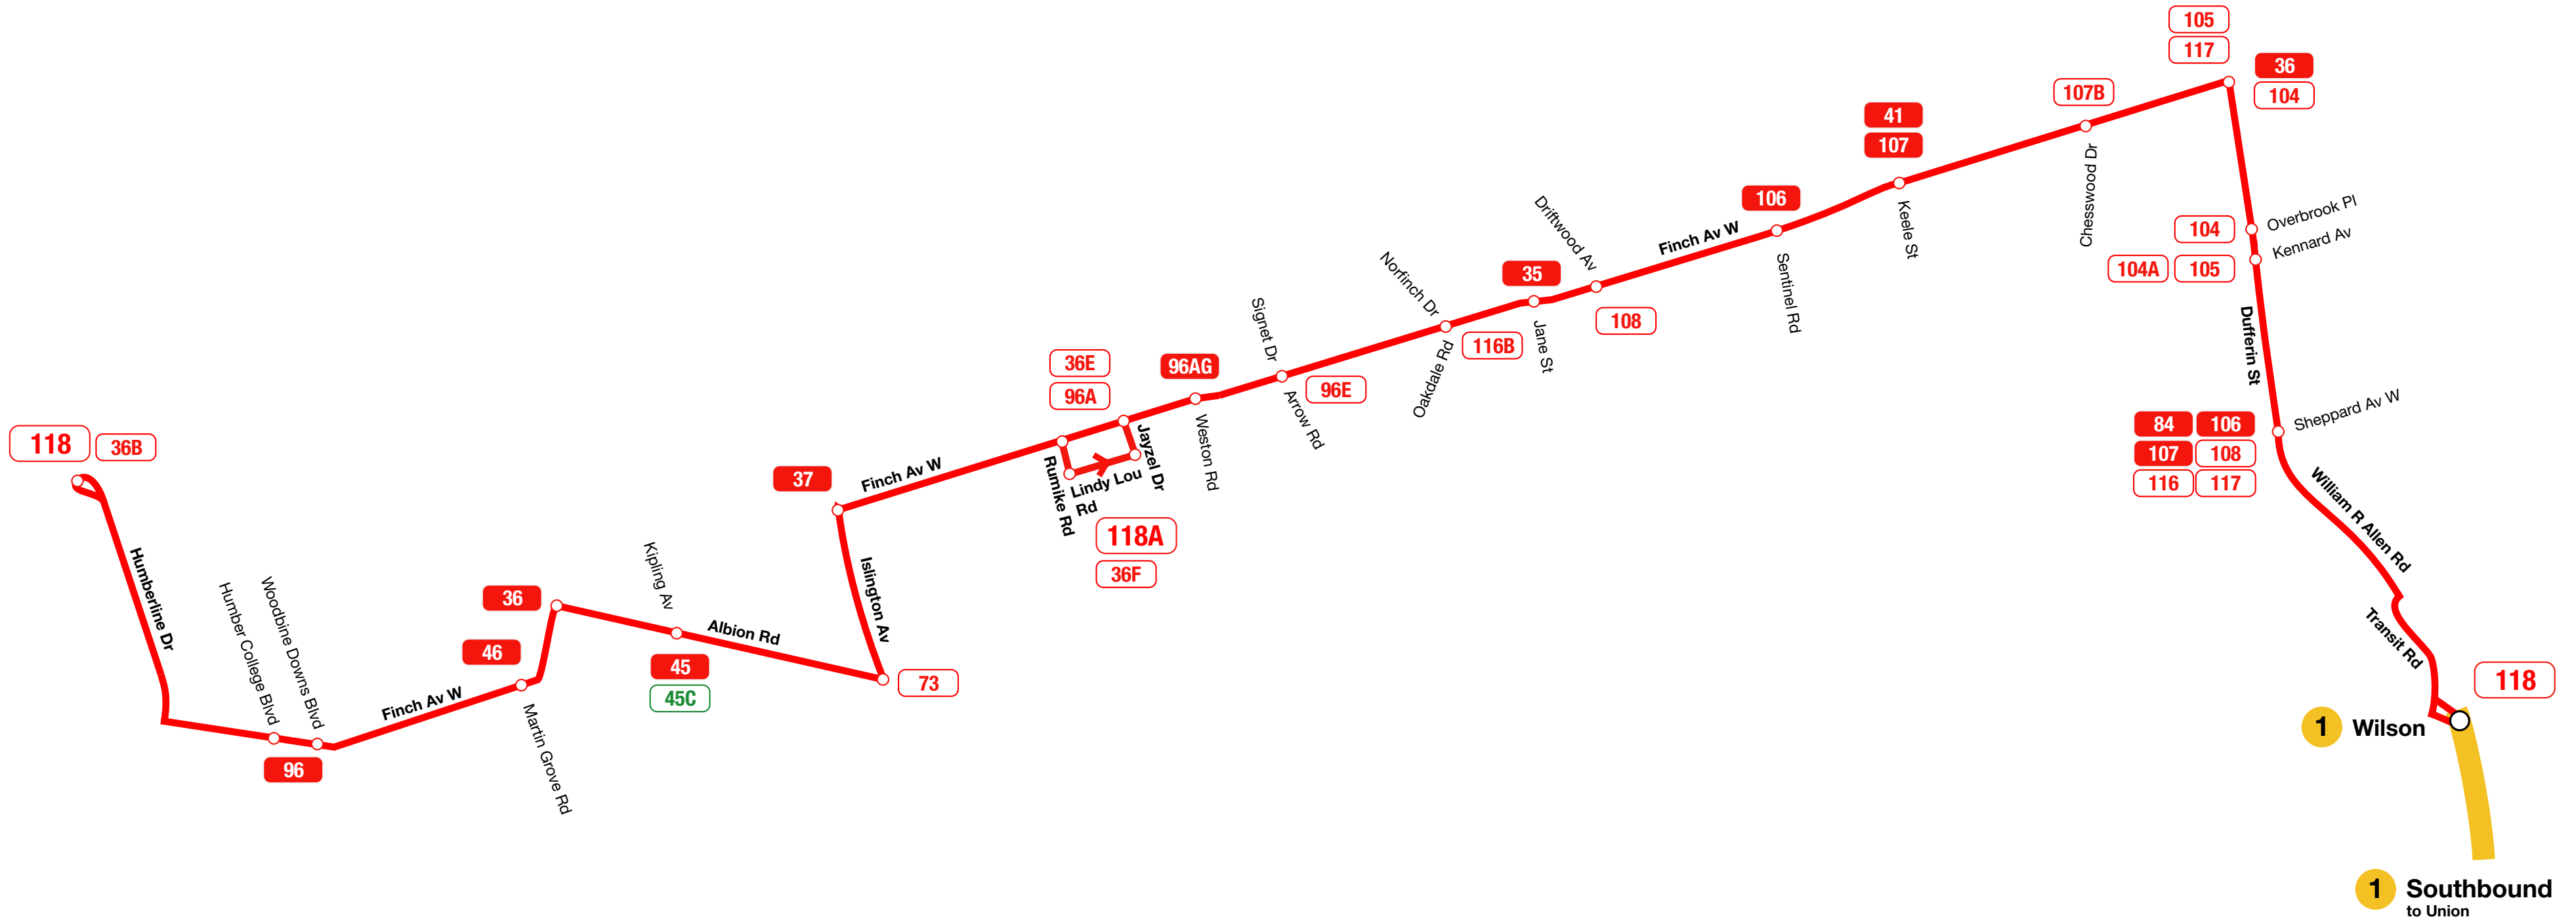 105
117
36
104
107B
41
107
106
Driftwood Av
Finch Av W
Keele St
Chesswood Dr
Overbrook Pl
104
Kennard Av
104A 105
Norfinch Dr
35
Sentinel Rd
108
Jane St
116B
Oakdale Rd
Dufferin St
Signet Dr
96E
Arrow Rd
96AG
Weston Rd
36E
96A
Sheppard Av W
84 106
107 108
116 117
118 36B
37
Finch Av W
Rumike Rd
Lindy Lou
Rd
Jayzel Dr
118A
36F
William R Allen Rd
Humberline Dr
Humber College Blvd
Woodbine Downs Blvd
36
Kipling Av
Albion Rd
Islington Av
46
45
45C
73
Finch Av W
Martin Grove Rd
96
Transit Rd
118
1 Wilson
1 Southbound
to Union